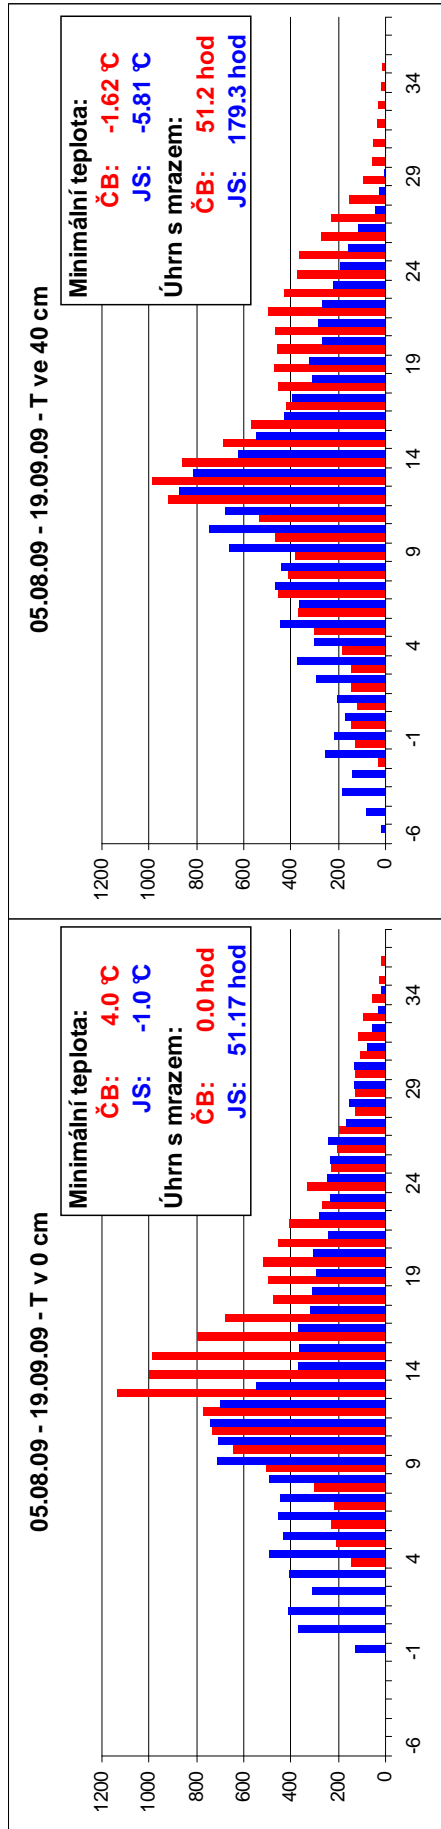 05.08.09 - 19.09.09 - T v 0 cm
Minimální teplota:
ČB: 4.0 °C
JS: -1.0 °C
Úhrn s mrazem:
ČB: 0.0 hod
JS: 51.17 hod
1200
1000
800
600
400
200
0
-6 -1 4 9 14 19 24 29 34
05.08.09 - 19.09.09 - T ve 40 cm
Minimální teplota:
ČB: -1.62 °C
JS: -5.81 °C
Úhrn s mrazem:
ČB: 51.2 hod
JS: 179.3 hod
1200
1000
800
600
400
200
0
-6 -1 4 9 14 19 24 29 34